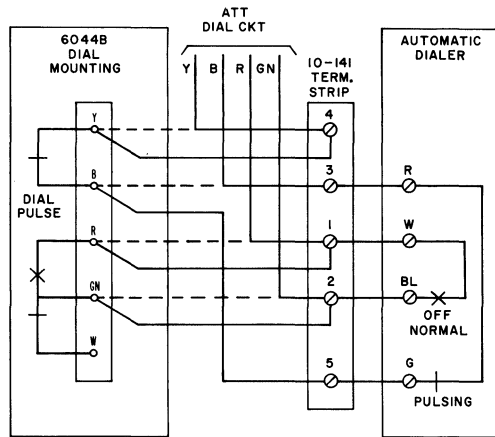 ATT
DIAL CKT
6044B
DIAL
MOUNTING
Y B R GN
10-141
TERM.
STRIP
AUTOMATIC
DIALER
Y
4
B
3
R
DIAL
PULSE
R
1
W
GN
2
BL
OFF
NORMAL
W
5
G
PULSING